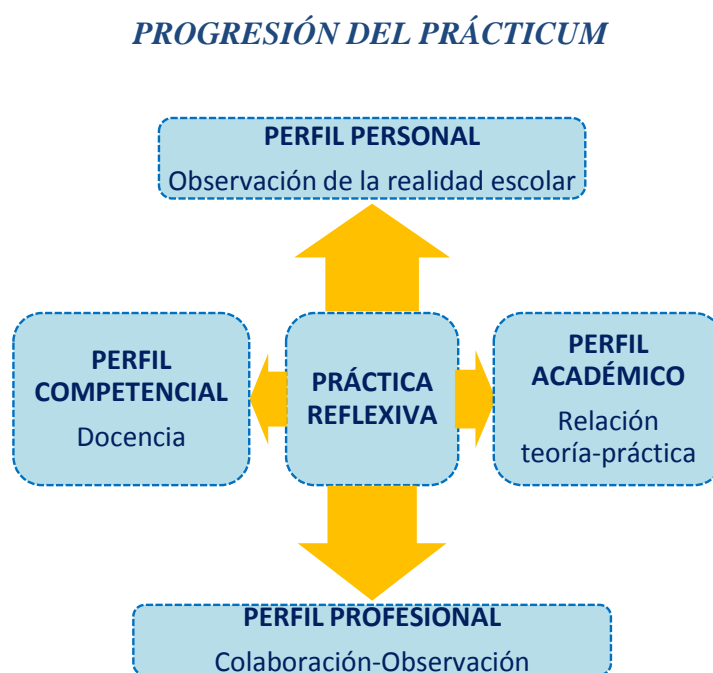 PROGRESIÓN DEL PRÁCTICUM
PERFIL PERSONAL
Observación de la realidad escolar
PERFIL
COMPETENCIAL
Docencia
PRÁCTICA
REFLEXIVA
PERFIL
ACADÉMICO
Relación
teoría-práctica
PERFIL PROFESIONAL
Colaboración-Observación